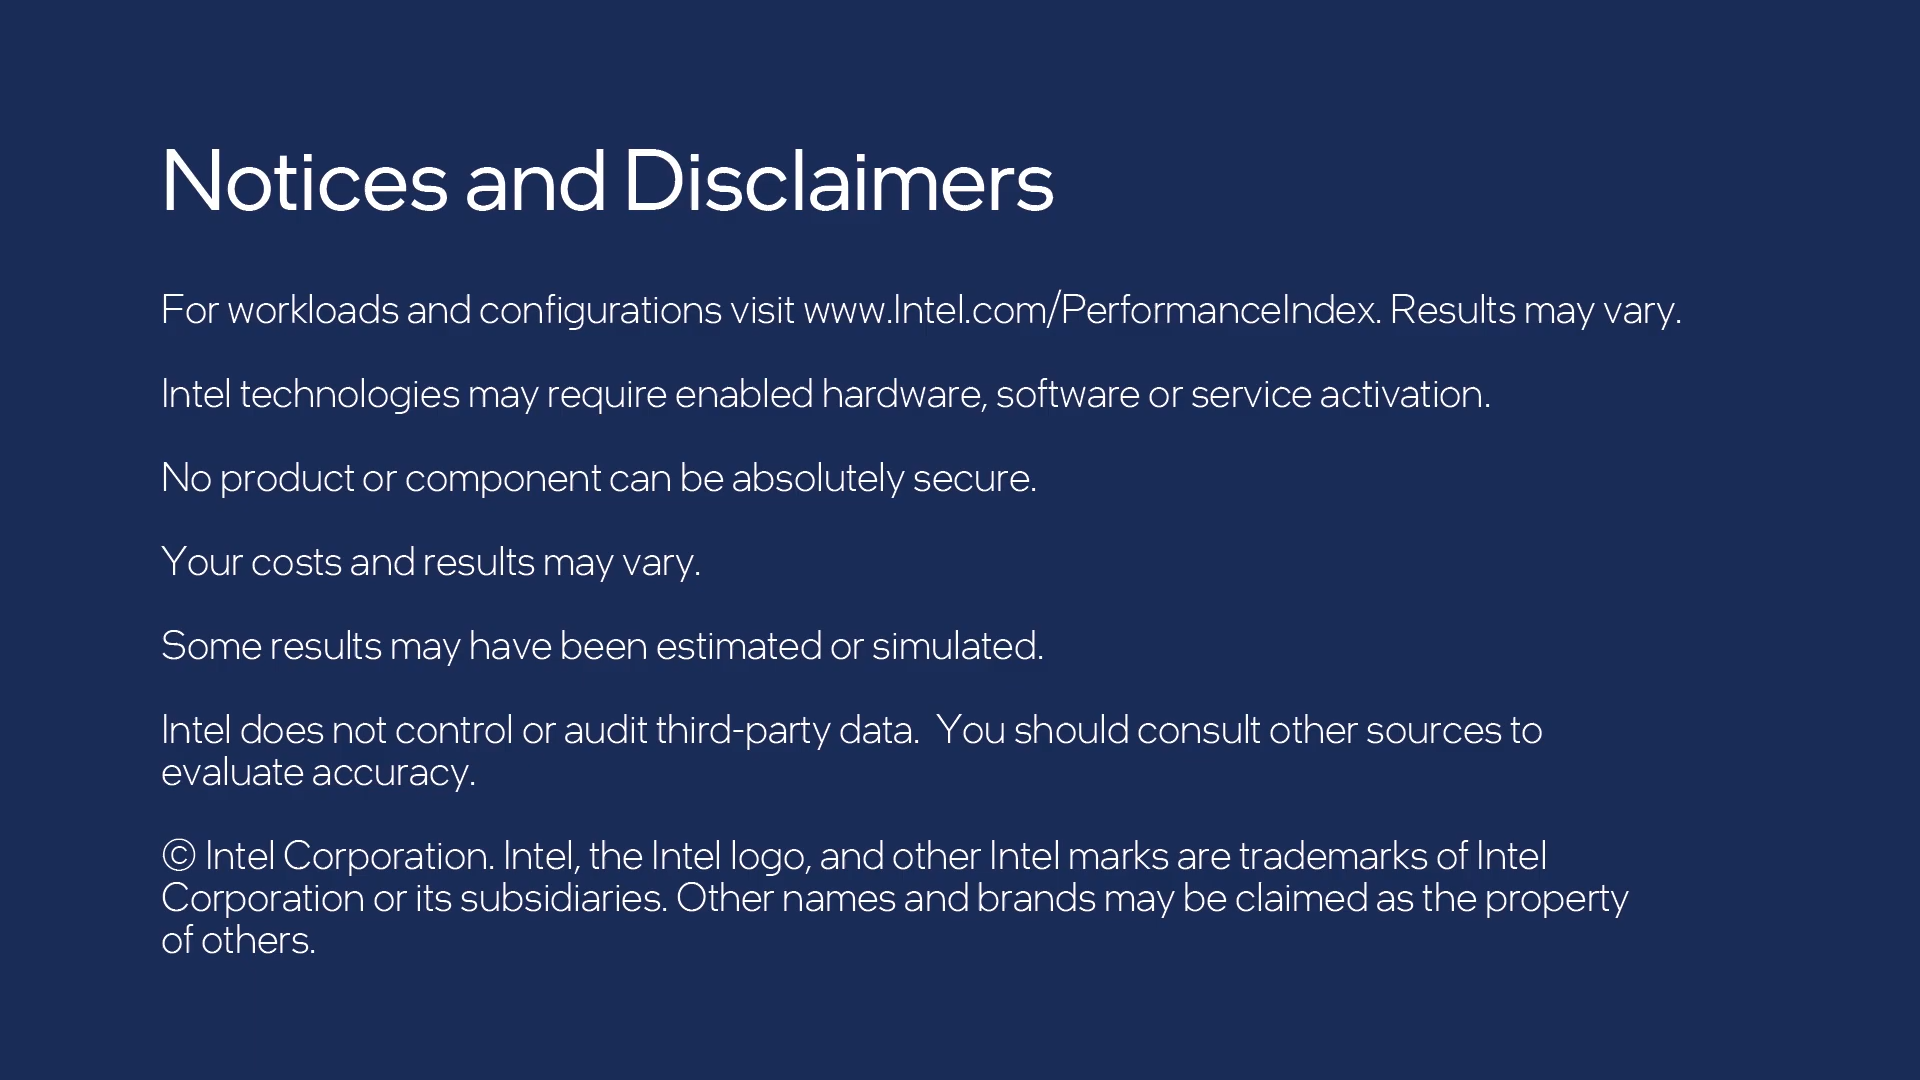 Notices and Disclaimers
For workloads and configurations visit www.Intel.com/PerformanceIndex. Results may vary.
Intel technologies may require enabled hardware, software or service activation.
No product or component can be absolutely secure.
Your costs and results may vary.
Some results may have been estimated or simulated.
Intel does not control or audit third-party data.  You should consult other sources to
evaluate accuracy.
© Intel Corporation. Intel, the Intel logo, and other Intel marks are trademarks of Intel
Corporation or its subsidiaries. Other names and brands may be claimed as the property
of others.